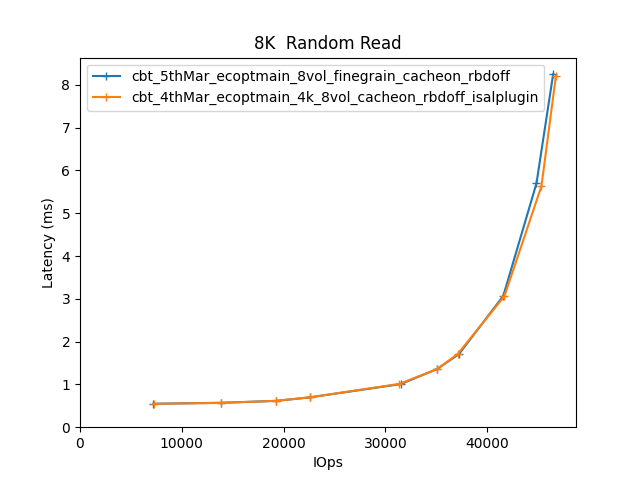 8K  Random Read
cbt_5thMar_ecoptmain_8vol_finegrain_cacheon_rbdoff
cbt_4thMar_ecoptmain_4k_8vol_cacheon_rbdoff_isalplugin
Latency (ms)
8
7
6
5
4
3
2
1
0
0 10000 20000 30000 40000
IOps